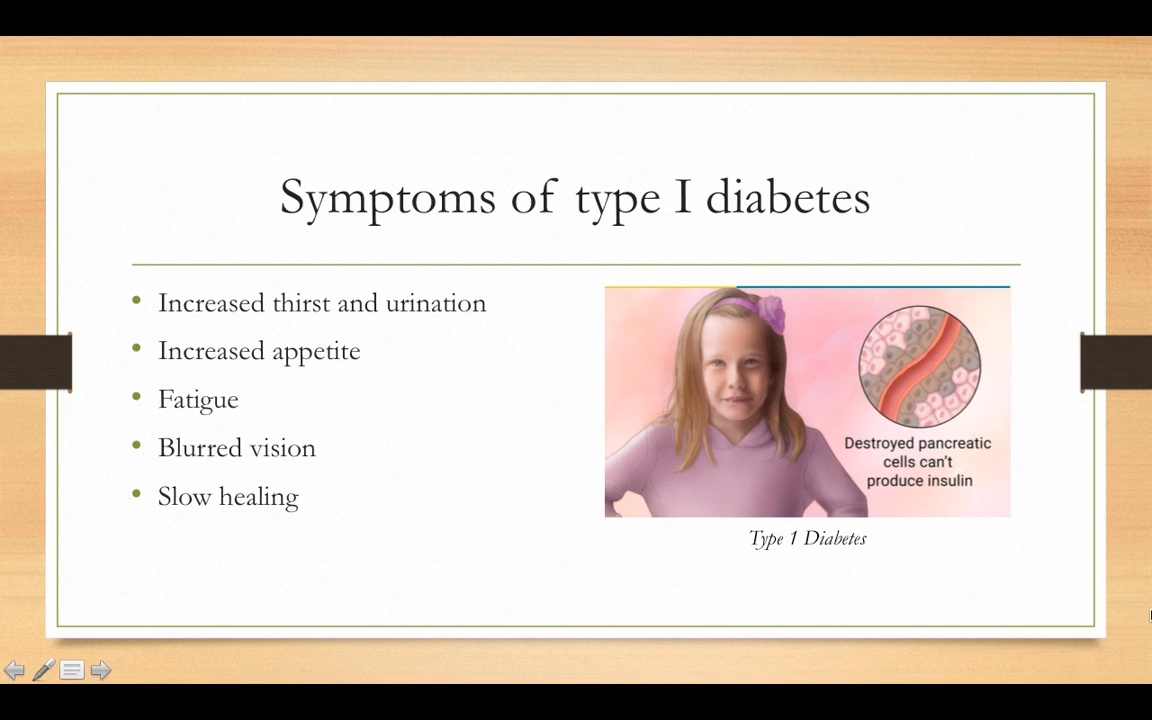 Symptoms of type I diabetes
Increased thirst and urination
Increased appetite
Fatigue
Blurred vision
Slow healing
Destroyed pancreatic
cells can't
produce insulin
Type 1 Diabetes